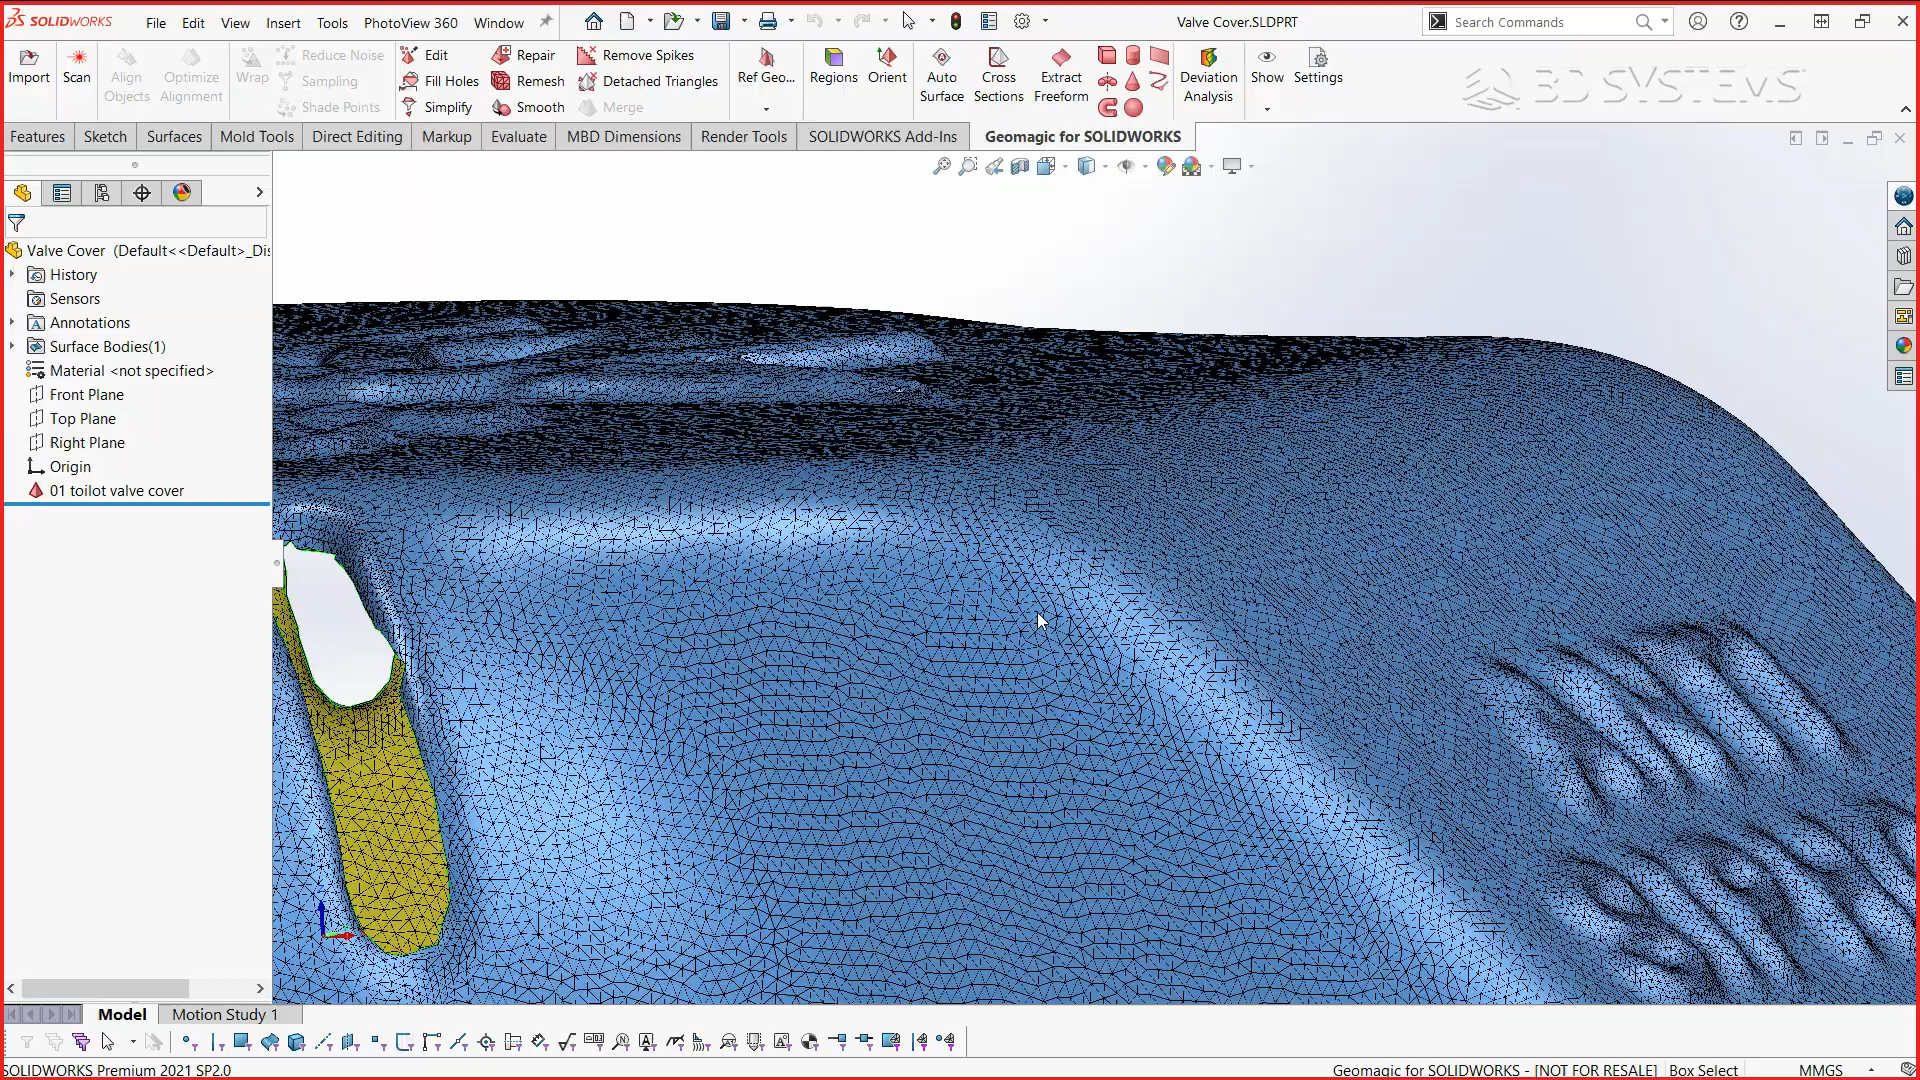 SOLIDWORKS File Edit View Insert Tools PhotoView 360 Window Valve Cover.SLDPRT Search Commands
Import Scan Align Objects Optimize Alignment Wrap Reduce Noise Sampling Shade Points Edit Fill Holes Simplify Repair Remesh Smooth Remove Spikes Detached Triangles Merge Ref Geo... Regions Orient Auto Surface Cross Sections Extract Freeform Deviation Analysis Show Settings 3D SYSTEMS
Features Sketch Surfaces Mold Tools Direct Editing Markup Evaluate MBD Dimensions Render Tools SOLIDWORKS Add-Ins Geomagic for SOLIDWORKS
Valve Cover (Default<<Default>_Dis
History
Sensors
Annotations
Surface Bodies(1)
Material <not specified>
Front Plane
Top Plane
Right Plane
Origin
01 toilot valve cover
Model Motion Study 1
SOLIDWORKS Premium 2021 SP2.0 Geomagic for SOLIDWORKS - [NOT FOR RESALE] Box Select MMGS